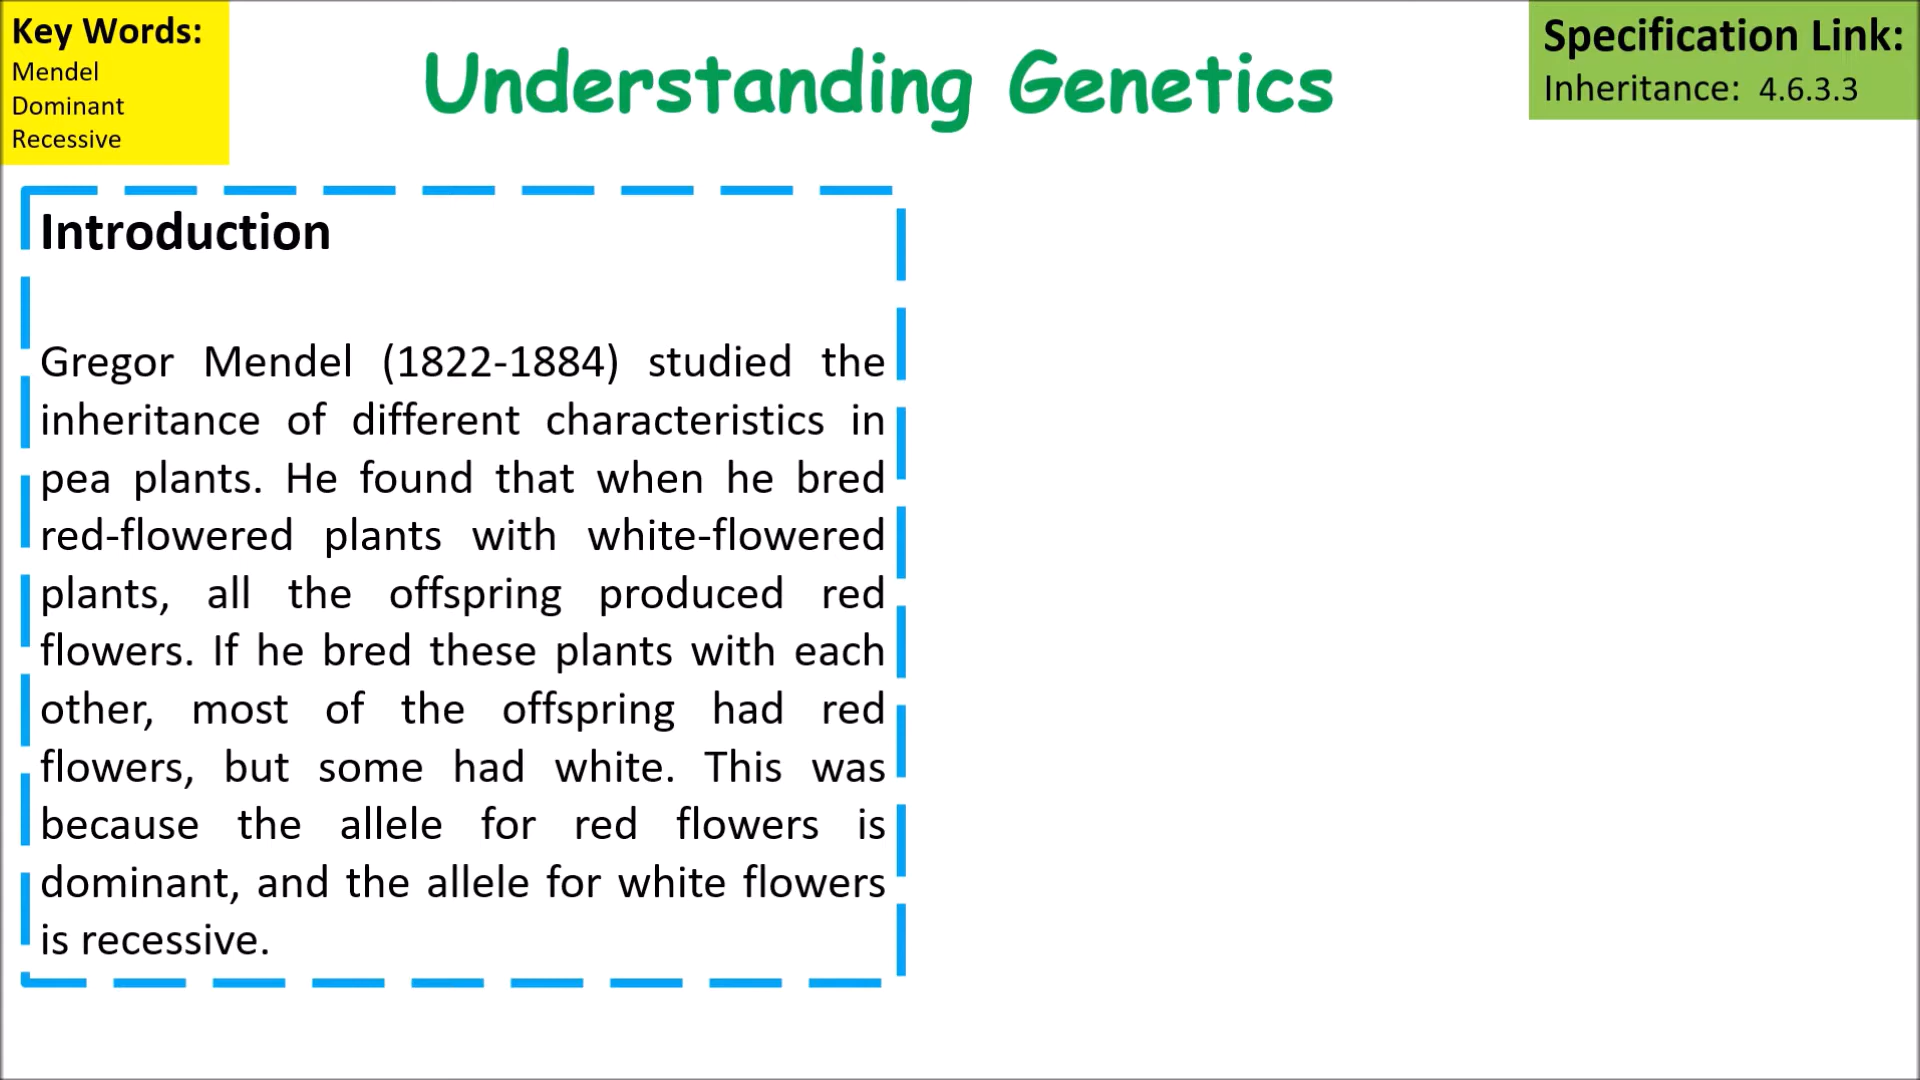 Key Words:
Mendel
Dominant
Recessive
Understanding Genetics
Specification Link:
Inheritance: 4.6.3.3
Introduction
Gregor Mendel (1822-1884) studied the
inheritance of different characteristics in
pea plants. He found that when he bred
red-flowered plants with white-flowered
plants, all the offspring produced red
flowers. If he bred these plants with each
other, most of the offspring had red
flowers, but some had white. This was
because the allele for red flowers is
dominant, and the allele for white flowers
is recessive.